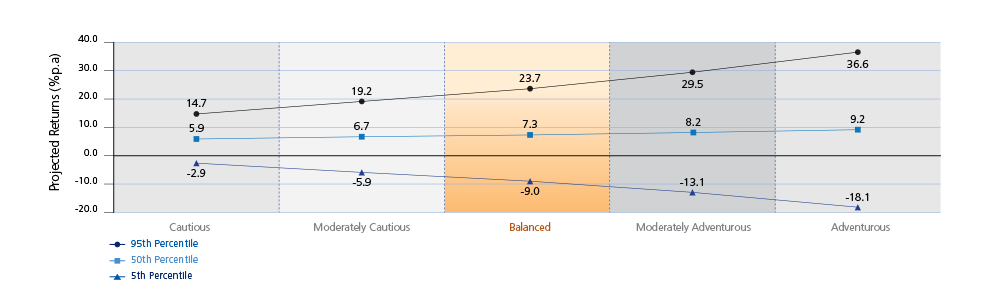 40.0
30.0
20.0
10.0
0.0
-10.0
-20.0
Projected Returns (%p.a)
14.7
19.2
23.7
29.5
36.6
5.9
6.7
7.3
8.2
9.2
-2.9
-5.9
-9.0
-13.1
-18.1
Cautious
Moderately Cautious
Balanced
Moderately Adventurous
Adventurous
95th Percentile
50th Percentile
5th Percentile